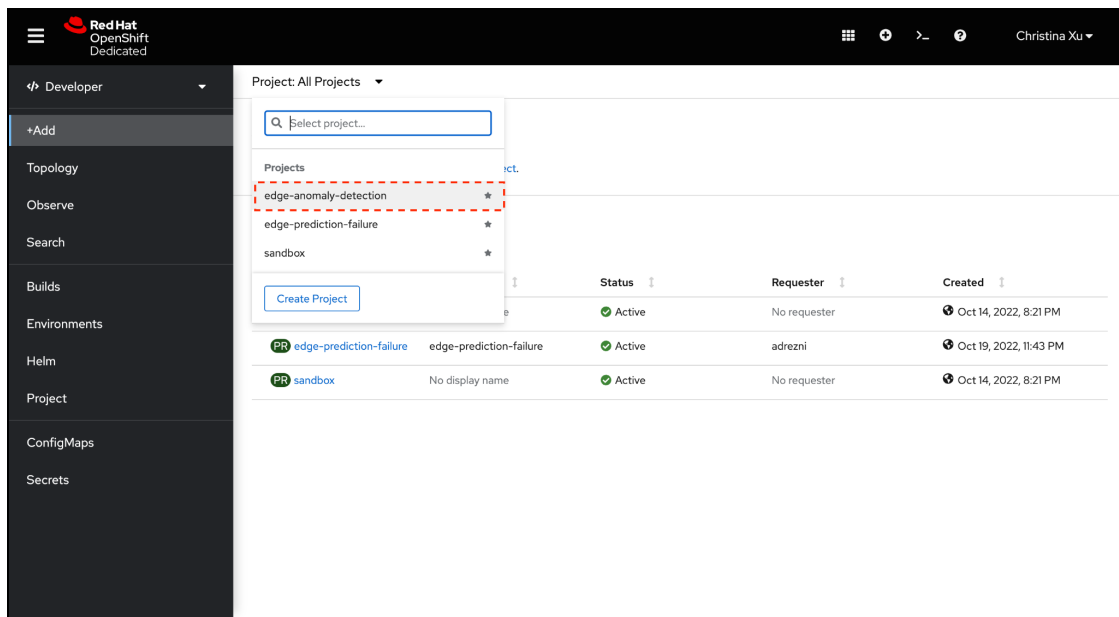 Red Hat
OpenShift
Dedicated
Christina Xu
Developer
+Add
Topology
Observe
Search
Builds
Environments
Helm
Project
ConfigMaps
Secrets
Project: All Projects
Select project...
Projects
edge-anomaly-detection
edge-prediction-failure
sandbox
Create Project
ect.
Status Requester Created
e Active No requester Oct 14, 2022, 8:21 PM
PR edge-prediction-failure edge-prediction-failure Active adrezni Oct 19, 2022, 11:43 PM
PR sandbox No display name Active No requester Oct 14, 2022, 8:21 PM